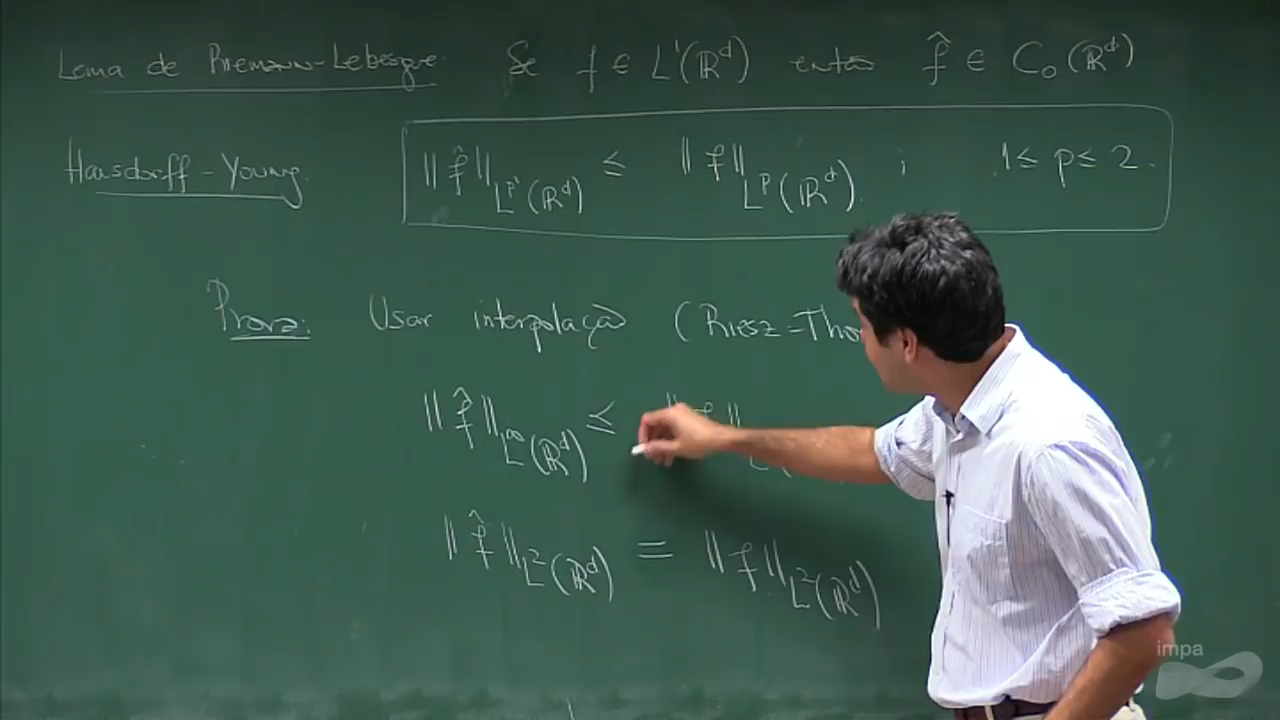 Lema de Riemann-Lebesgue. Se f ∈ L¹(ℝᵈ) então f̂ ∈ C₀(ℝᵈ)
Hausdorff-Young. ‖f̂‖_{L^{p'}(ℝᵈ)} ≤ ‖f‖_{L^p(ℝᵈ)} ; 1 ≤ p ≤ 2.
Prova: Usar interpolação (Riesz-Tho
‖f̂‖_{L^∞(ℝᵈ)} ≤ ‖f‖
‖f̂‖_{L²(ℝᵈ)} = ‖f‖_{L²(ℝᵈ)}
impa